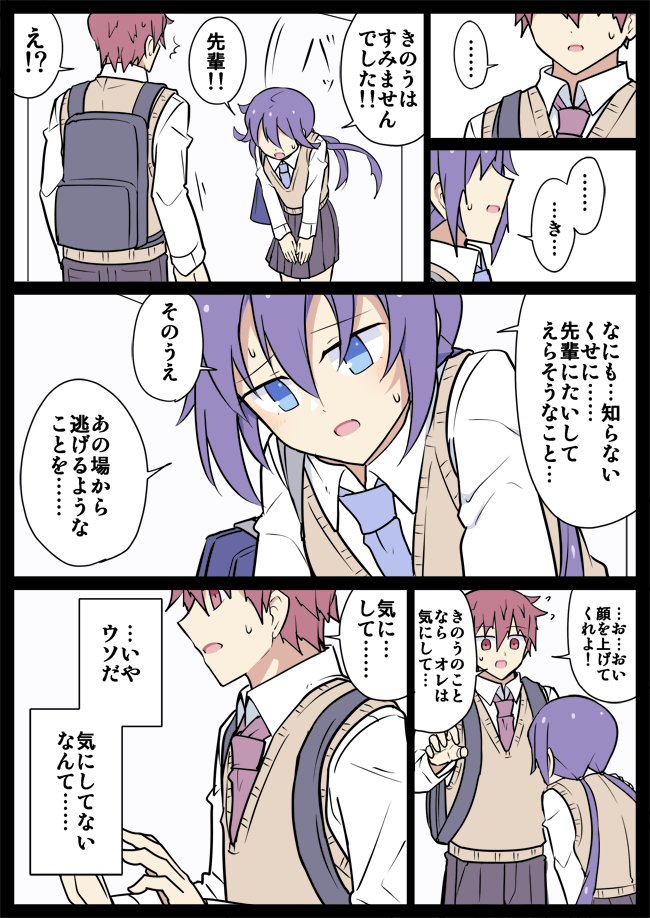 ………
………
…き…
きのうは
すみません
でした!!
先輩!!
え!?
なにも…知らない
くせに……
先輩にたいして
えらそうなこと…
そのうえ
あの場から
逃げるような
ことを……
…お…おい
顔を上げて
くれよ!
きのうのこと
なら オレは
気にして…
気に…
して……
…いや
ウソだ
気にしてない
なんて……